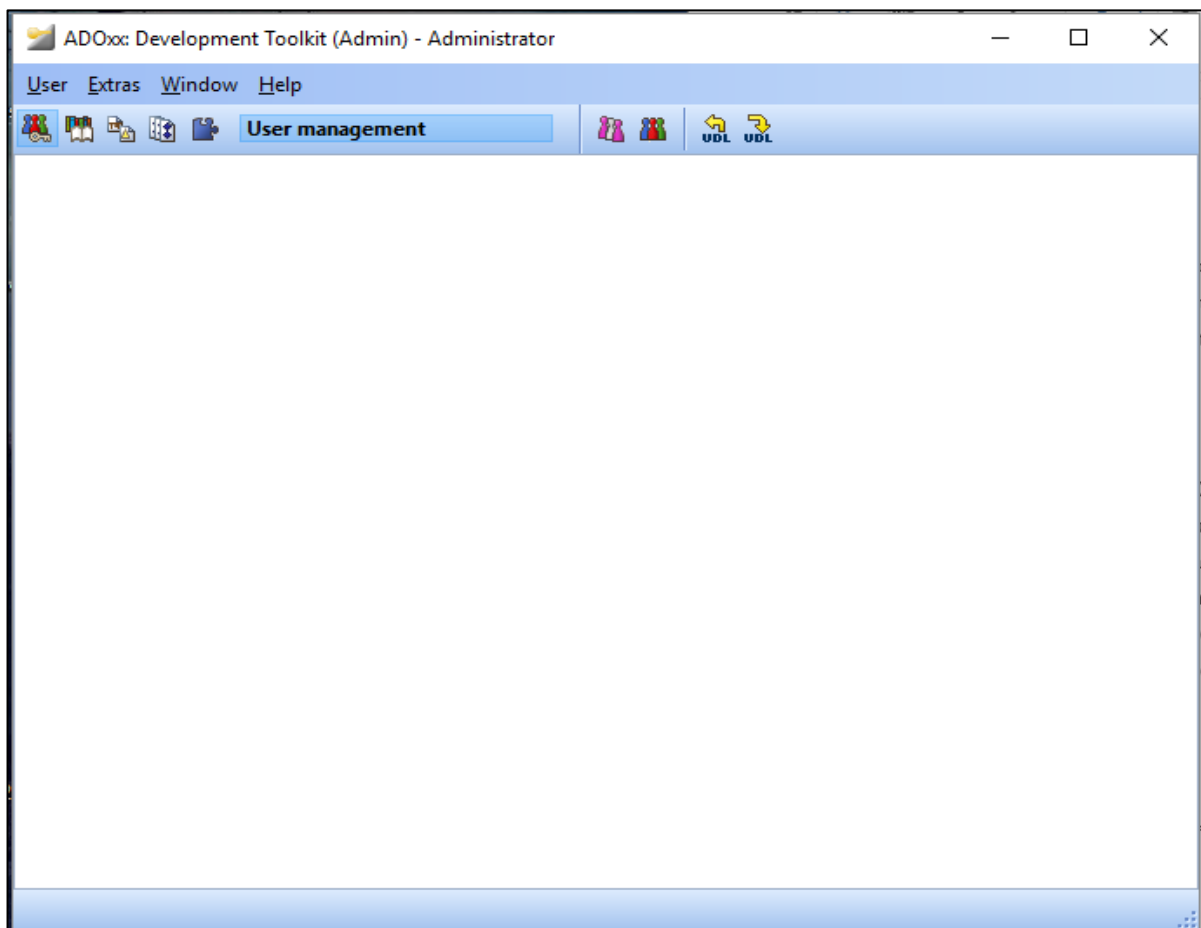 ADOxx: Development Toolkit (Admin) - Administrator
User Extras Window Help
User management UDL UDL